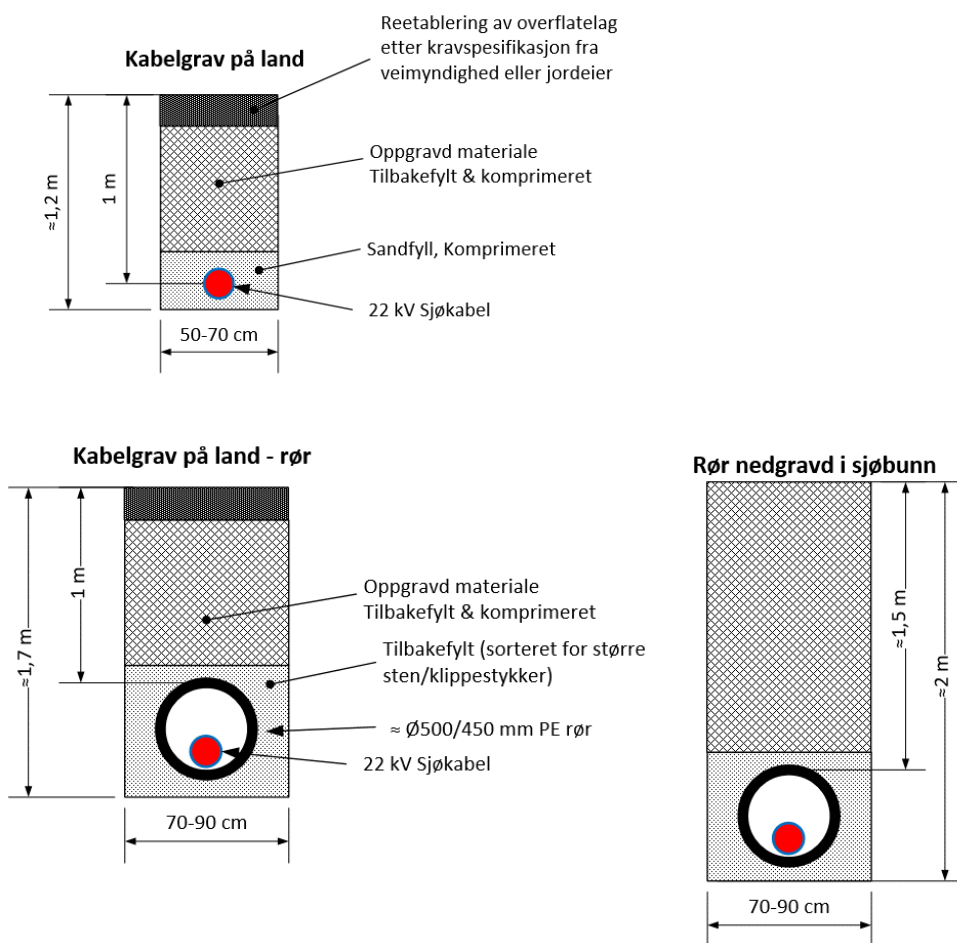 Kabelgrav på land
Reetablering av overflatelag
etter kravspesifikasjon fra
veimyndighed eller jordeier
Oppgravd materiale
Tilbakefylt & komprimeret
Sandfyll, Komprimeret
22 kV Sjøkabel
≈1,2 m
1 m
50-70 cm
Kabelgrav på land - rør
Oppgravd materiale
Tilbakefylt & komprimeret
Tilbakefylt (sorteret for større
sten/klippestykker)
≈ Ø500/450 mm PE rør
22 kV Sjøkabel
≈1,7 m
1 m
70-90 cm
Rør nedgravd i sjøbunn
≈1,5 m
≈2 m
70-90 cm